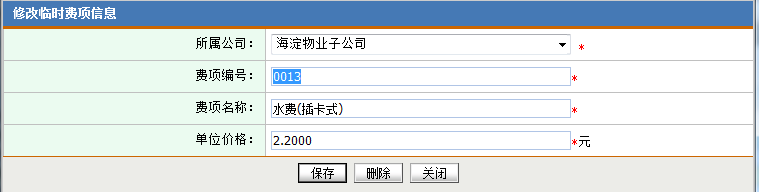 修改临时费项信息
所属公司： 海淀物业子公司 *
费项编号： 0013 *
费项名称： 水费(插卡式) *
单位价格： 2.2000 *元
保存 删除 关闭